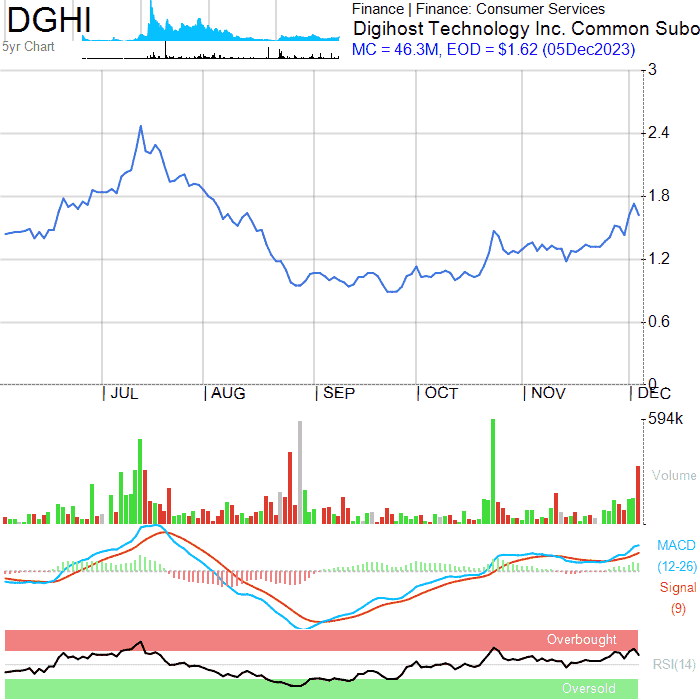 DGHI
5yr Chart
Finance | Finance: Consumer Services
Digihost Technology Inc. Common Subo
MC = 46.3M, EOD = $1.62 (05Dec2023)
3
2.4
1.8
1.2
0.6
0
| JUL | AUG | SEP | OCT | NOV | DEC
594k
Volume
MACD
(12-26)
Signal
(9)
Overbought
RSI(14)
Oversold